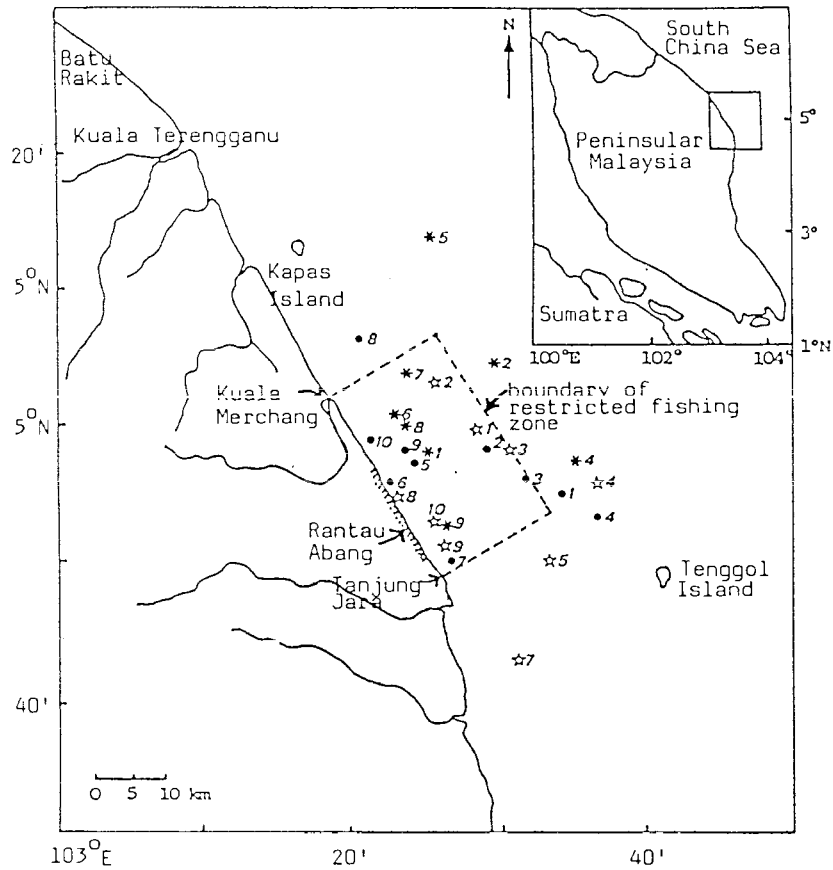 N
South
China Sea
Peninsular
Malaysia
Sumatra
5°
3°
1°N
100°E
102°
104°
Batu
Rakit
Kuala Terengganu
20'
5°N
5°N
40'
Kapas
Island
Kuala
Merchang
boundary of
restricted fishing
zone
Rantau
Abang
Tanjung
Jara
Tenggol
Island
5
8
2
7
2
6
8
1
10
9
1
2
3
5
4
6
8
3
4
1
4
10
9
9
7
5
7
0 5 10 km
103°E
20'
40'